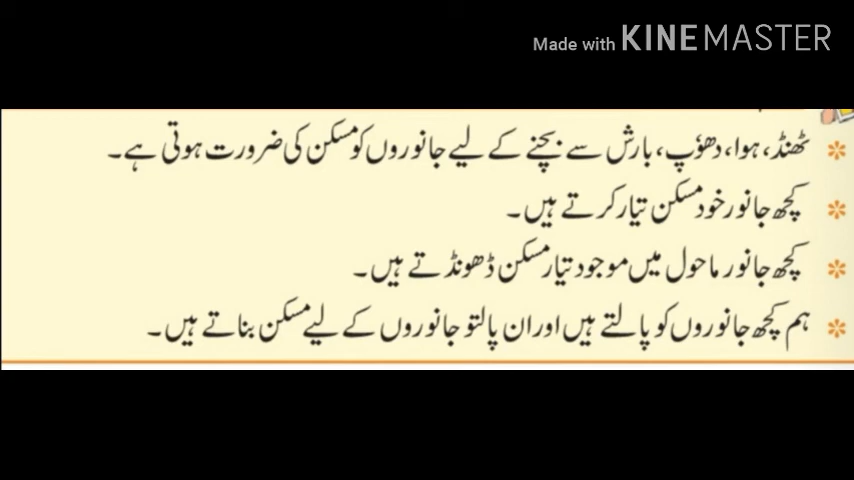 Made with KINEMASTER
ٹھنڈ، ہوا، دھوٗپ، بارش سے بچنے کے لیے جانوروں کو مسکن کی ضرورت ہوتی ہے۔
کچھ جانور خود مسکن تیار کرتے ہیں۔
کچھ جانور ماحول میں موجود تیار مسکن ڈھونڈتے ہیں۔
ہم کچھ جانوروں کو پالتے ہیں اور ان پالتو جانوروں کے لیے مسکن بناتے ہیں۔